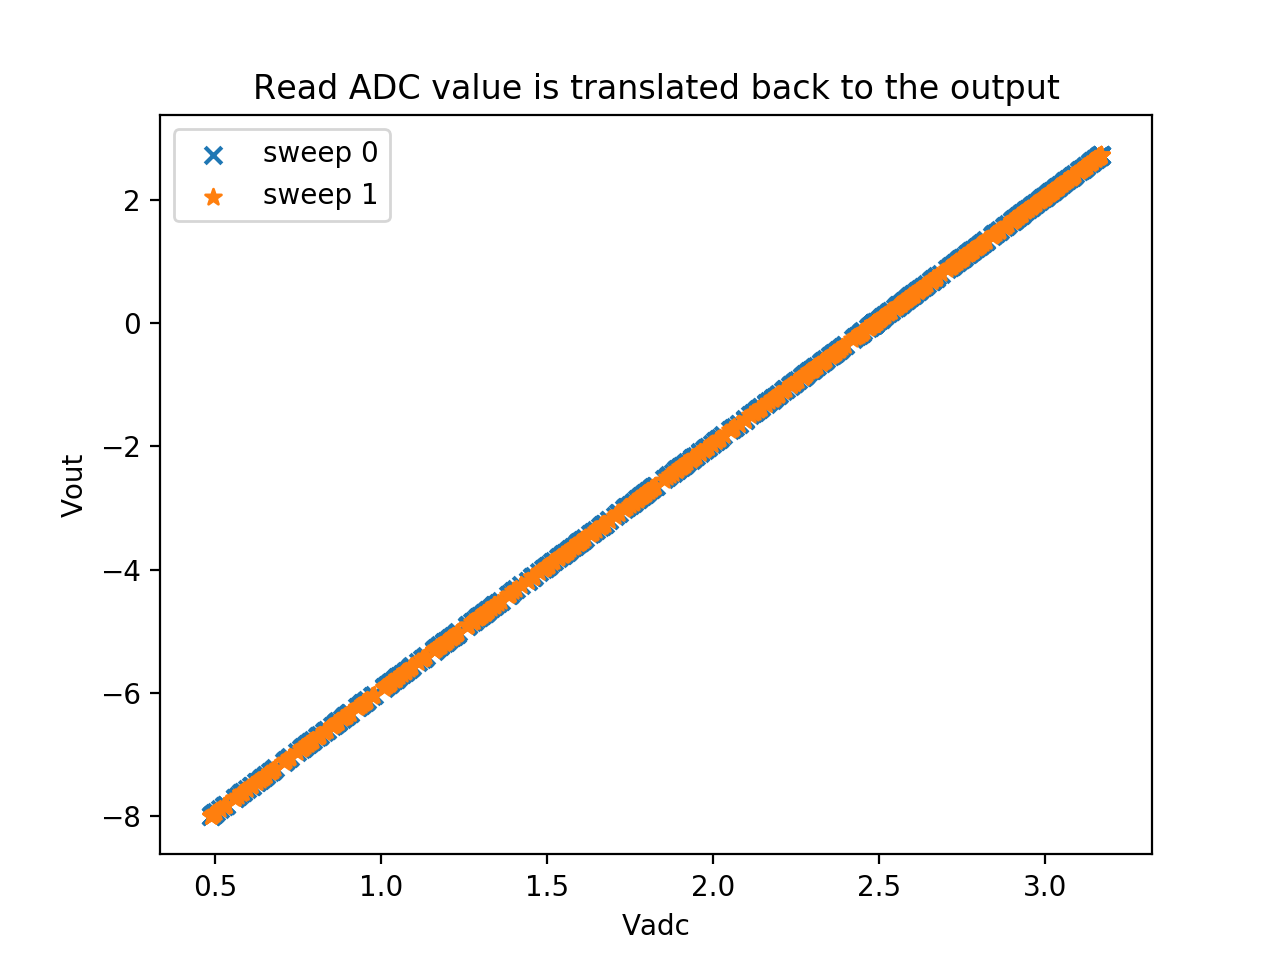 Read ADC value is translated back to the output
sweep 0
sweep 1
2
0
−2
−4
−6
−8
Vout
0.5 1.0 1.5 2.0 2.5 3.0
Vadc